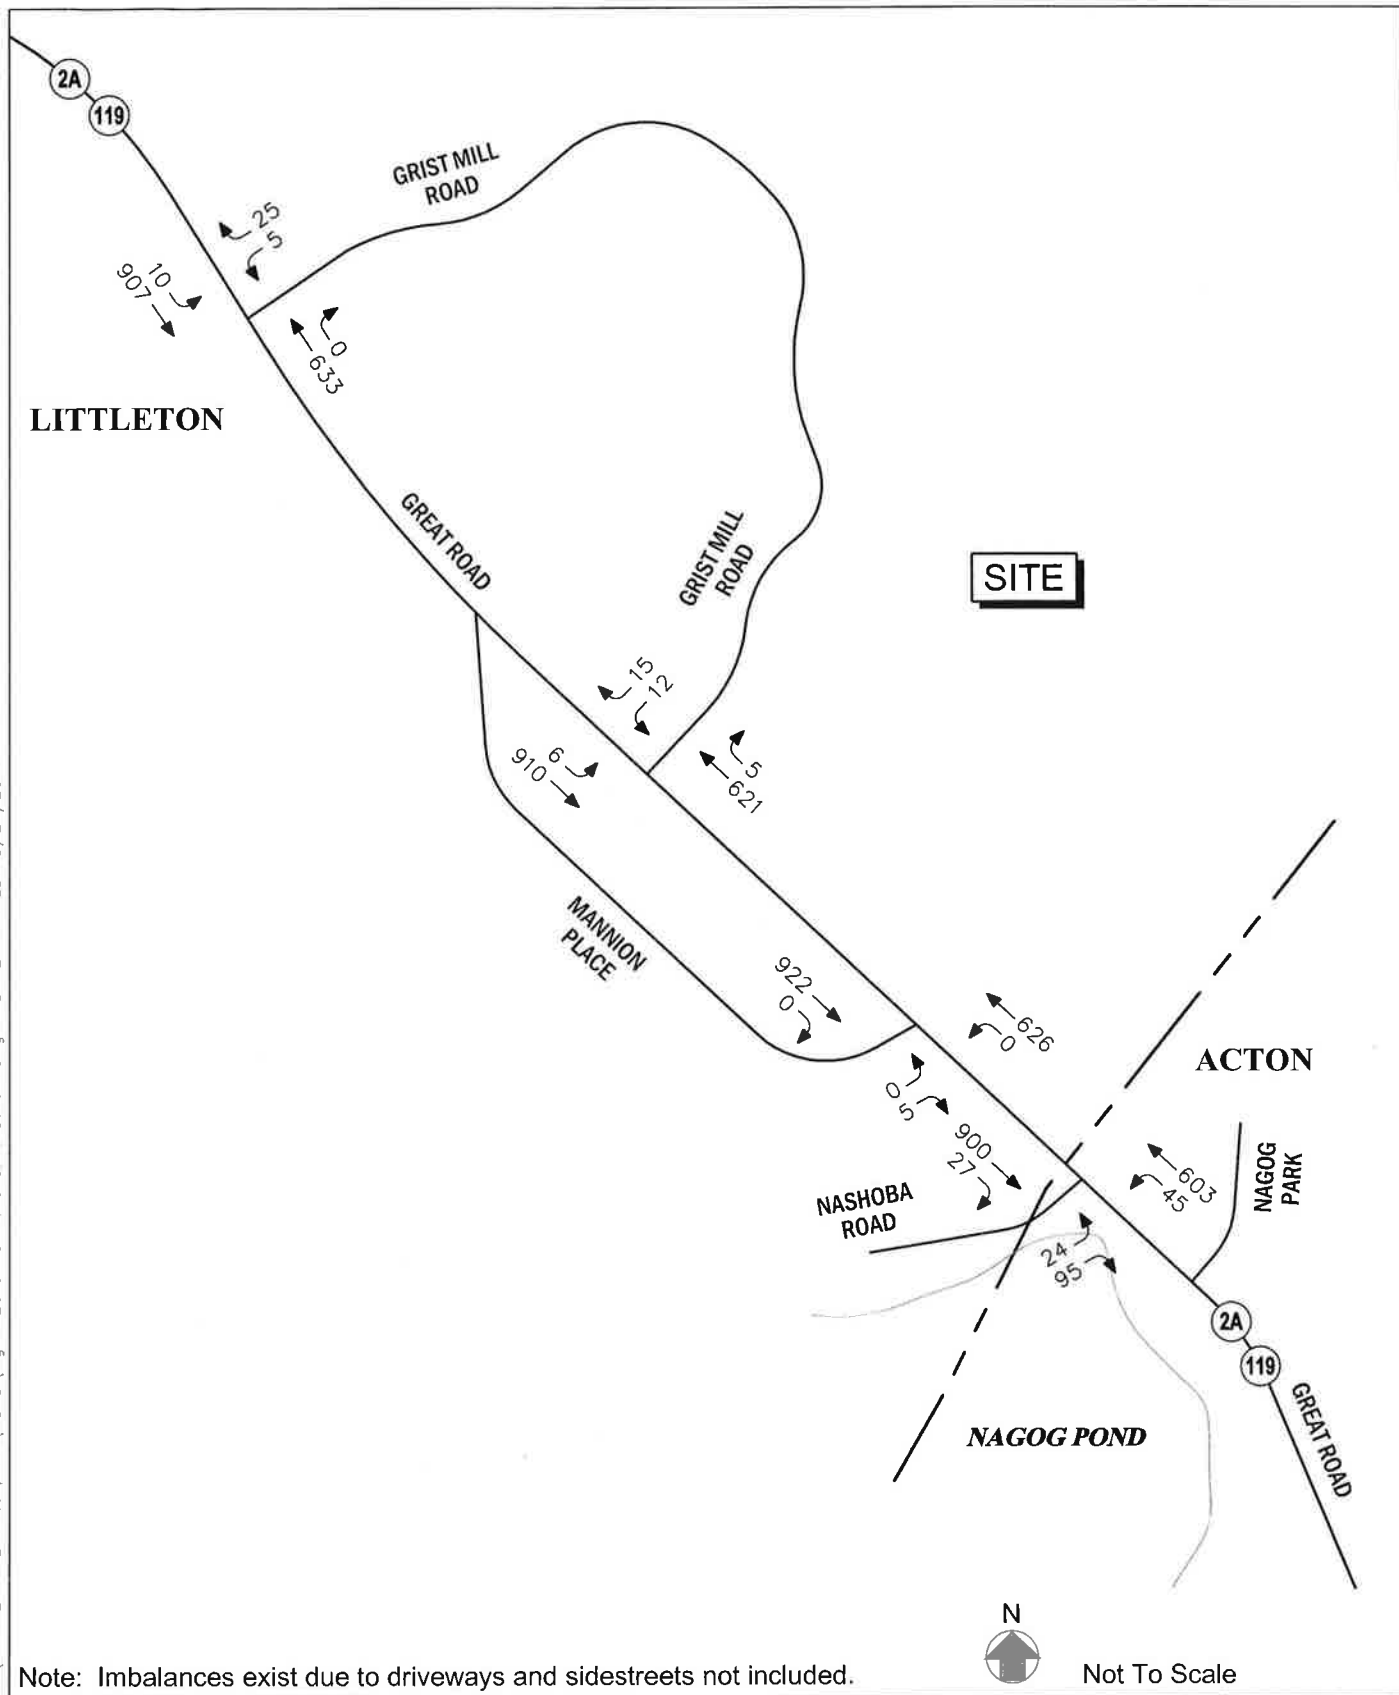 2A
119
GRIST MILL
ROAD
25
5
10
907
0
633
LITTLETON
GREAT ROAD
GRIST MILL
ROAD
SITE
15
12
6
910
5
621
MANNION
PLACE
922
0
626
0
ACTON
0
5
900
27
603
45
NAGOG
PARK
NASHOBA
ROAD
24
95
2A
119
GREAT ROAD
NAGOG POND
N
Note: Imbalances exist due to driveways and sidestreets not included.
Not To Scale